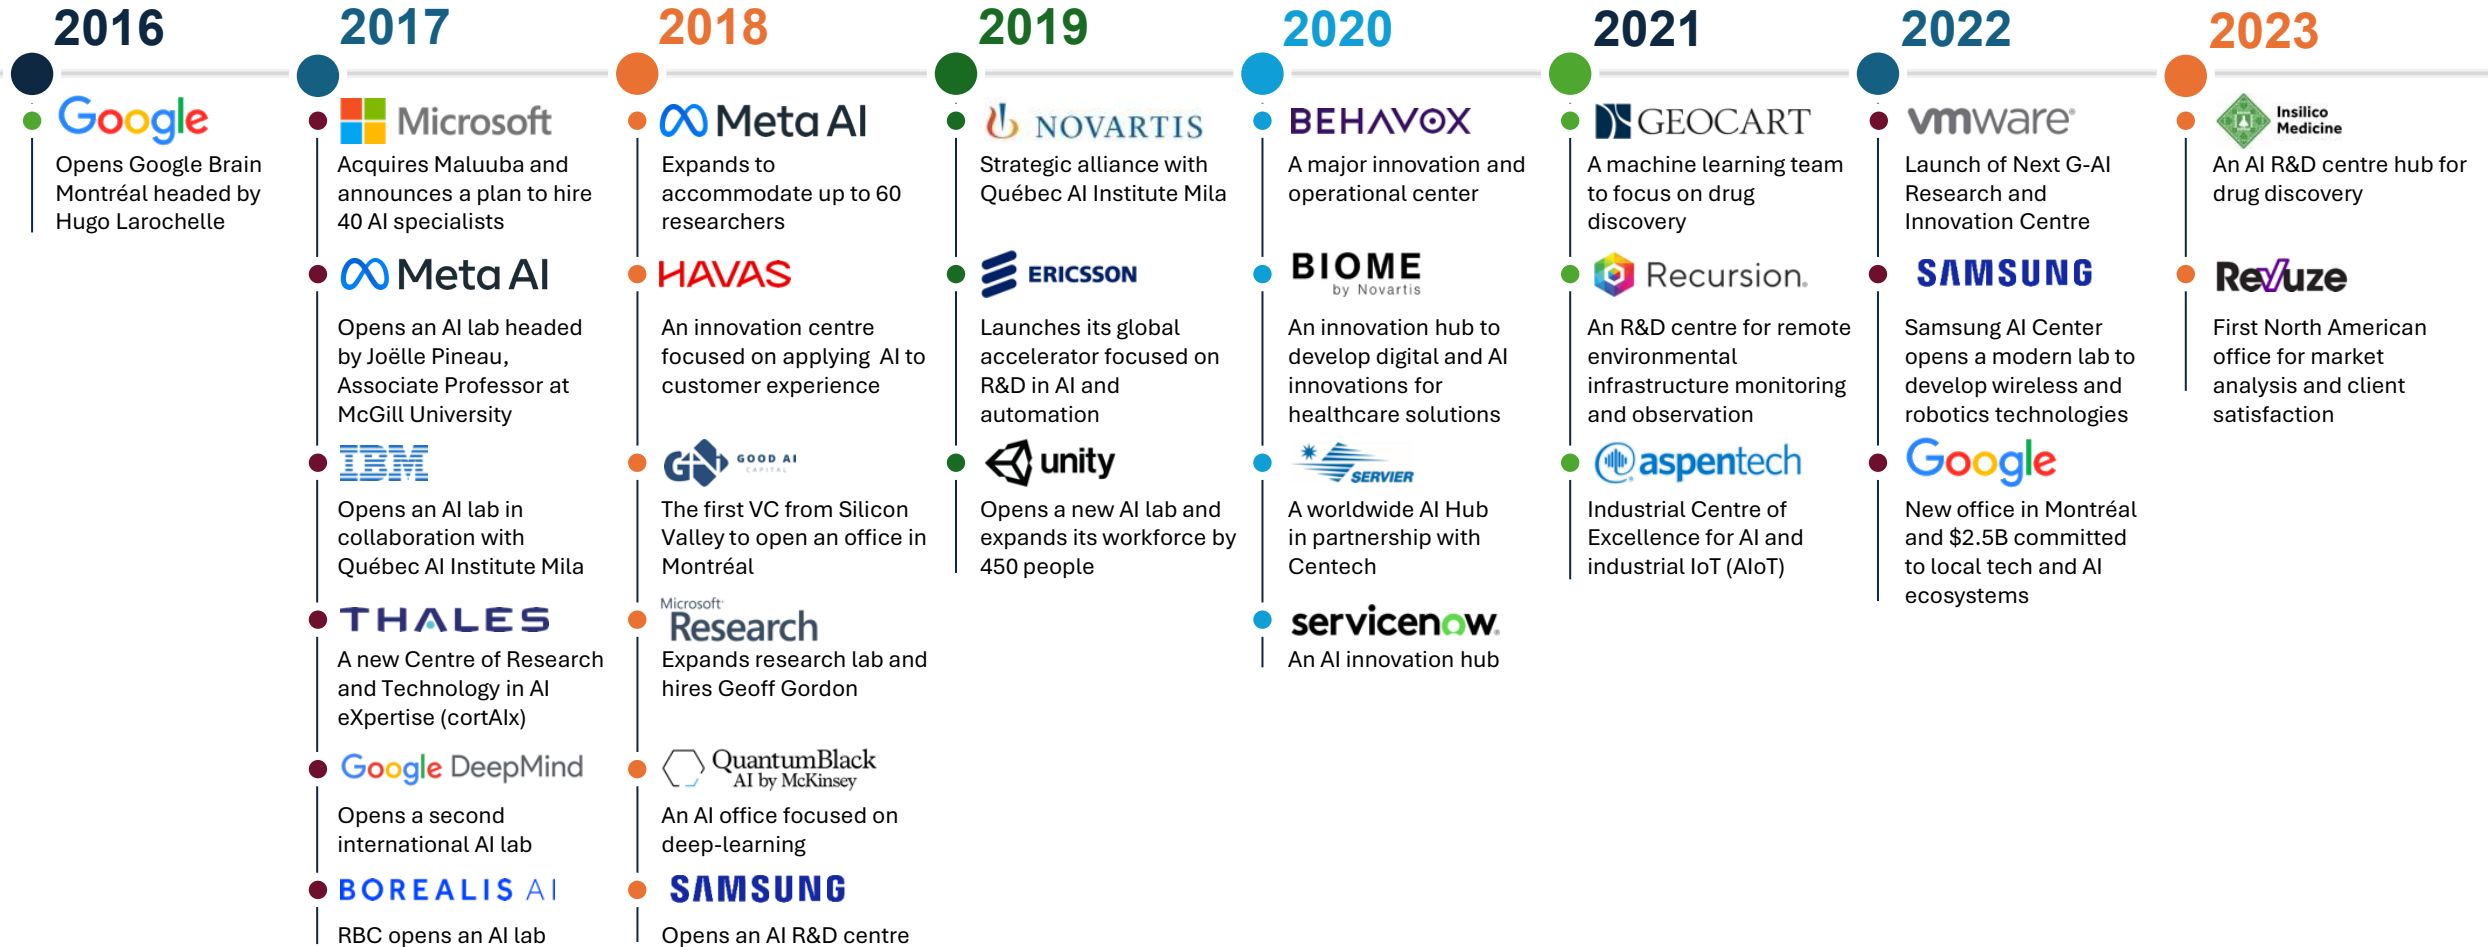 2016
Google
Opens Google Brain
Montréal headed by
Hugo Larochelle
2017
Microsoft
Acquires Maluuba and
announces a plan to hire
40 AI specialists
Meta AI
Opens an AI lab headed
by Joëlle Pineau,
Associate Professor at
McGill University
IBM
Opens an AI lab in
collaboration with
Québec AI Institute Mila
THALES
A new Centre of Research
and Technology in AI
eXpertise (cortAIx)
Google DeepMind
Opens a second
international AI lab
BOREALIS AI
RBC opens an AI lab
2018
Meta AI
Expands to
accommodate up to 60
researchers
HAVAS
An innovation centre
focused on applying  AI to
customer experience
GOOD AI
CAPITAL
The first VC from Silicon
Valley to open an office in
Montréal
Microsoft
Research
Expands research lab and
hires Geoff Gordon
QuantumBlack
AI by McKinsey
An AI office focused on
deep-learning
SAMSUNG
Opens an AI R&D centre
2019
NOVARTIS
Strategic alliance with
Québec AI Institute Mila
ERICSSON
Launches its global
accelerator focused on
R&D in AI and
automation
unity
Opens a new AI lab and
expands its workforce by
450 people
2020
BEHAVOX
A major innovation and
operational center
BIOME
by Novartis
An innovation hub to
develop digital and AI
innovations for
healthcare solutions
SERVIER
A worldwide AI Hub
in partnership with
Centech
servicenow.
An AI innovation hub
2021
GEOCART
A machine learning team
to focus on drug
discovery
Recursion.
An R&D centre for remote
environmental
infrastructure monitoring
and observation
aspentech
Industrial Centre of
Excellence for AI and
industrial IoT (AIoT)
2022
vmware®
Launch of Next G-AI
Research and
Innovation Centre
SAMSUNG
Samsung AI Center
opens a modern lab to
develop wireless and
robotics technologies
Google
New office in Montréal
and $2.5B committed
to local tech and AI
ecosystems
2023
Insilico
Medicine
An AI R&D centre hub for
drug discovery
Revuze
First North American
office for market
analysis and client
satisfaction